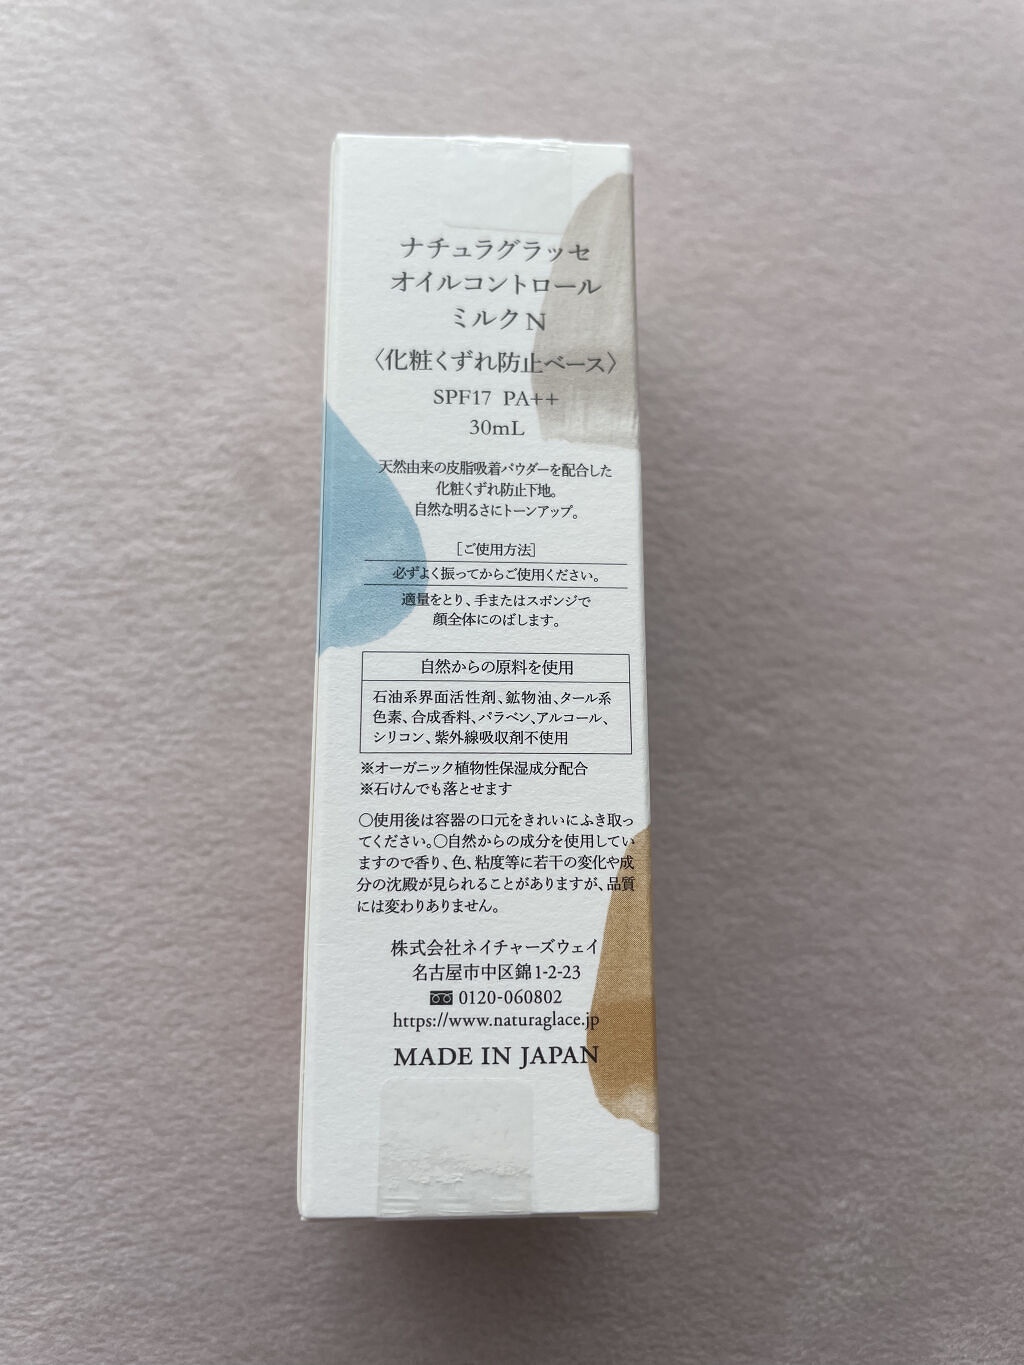 ナチュラグラッセ
オイルコントロール
ミルク N
〈化粧くずれ防止ベース〉
SPF17 PA++
30mL
天然由来の皮脂吸着パウダーを配合した
化粧くずれ防止下地。
自然な明るさにトーンアップ。
［ご使用方法］
必ずよく振ってからご使用ください。
適量をとり、手またはスポンジで
顔全体にのばします。
自然からの原料を使用
石油系界面活性剤、鉱物油、タール系
色素、合成香料、パラベン、アルコール、
シリコン、紫外線吸収剤不使用
※オーガニック植物性保湿成分配合
※石けんでも落とせます
○使用後は容器の口元をきれいにふき取っ
てください。○自然からの成分を使用してい
ますので香り、色、粘度等に若干の変化や成
分の沈殿が見られることがありますが、品質
には変わりありません。
株式会社ネイチャーズウェイ
名古屋市中区錦1-2-23
0120-060802
https://www.naturaglace.jp
MADE IN JAPAN